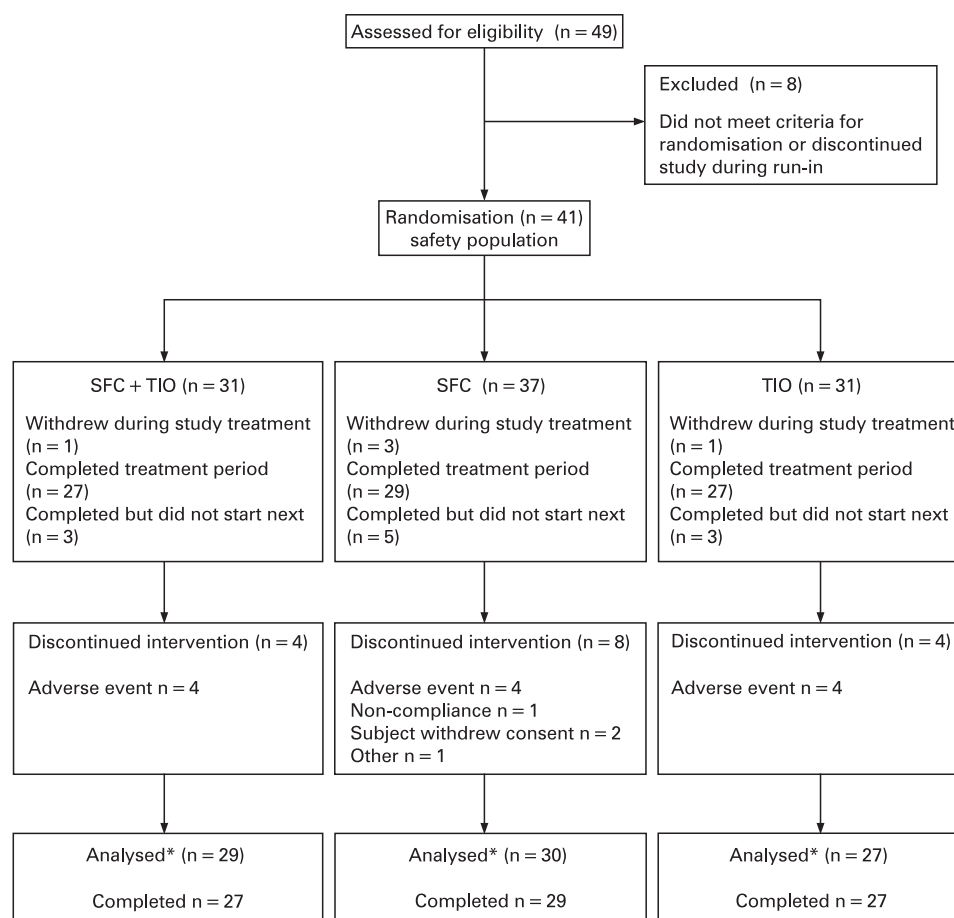 Assessed for eligibility (n = 49)
Excluded (n = 8)
Did not meet criteria for
randomisation or discontinued
study during run-in
Randomisation (n = 41)
safety population
SFC + TIO (n = 31)
Withdrew during study treatment
(n = 1)
Completed treatment period
(n = 27)
Completed but did not start next
(n = 3)
SFC (n = 37)
Withdrew during study treatment
(n = 3)
Completed treatment period
(n = 29)
Completed but did not start next
(n = 5)
TIO (n = 31)
Withdrew during study treatment
(n = 1)
Completed treatment period
(n = 27)
Completed but did not start next
(n = 3)
Discontinued intervention (n = 4)
Adverse event n = 4
Discontinued intervention (n = 8)
Adverse event n = 4
Non-compliance n = 1
Subject withdrew consent n = 2
Other n = 1
Discontinued intervention (n = 4)
Adverse event n = 4
Analysed* (n = 29)
Completed n = 27
Analysed* (n = 30)
Completed n = 29
Analysed* (n = 27)
Completed n = 27